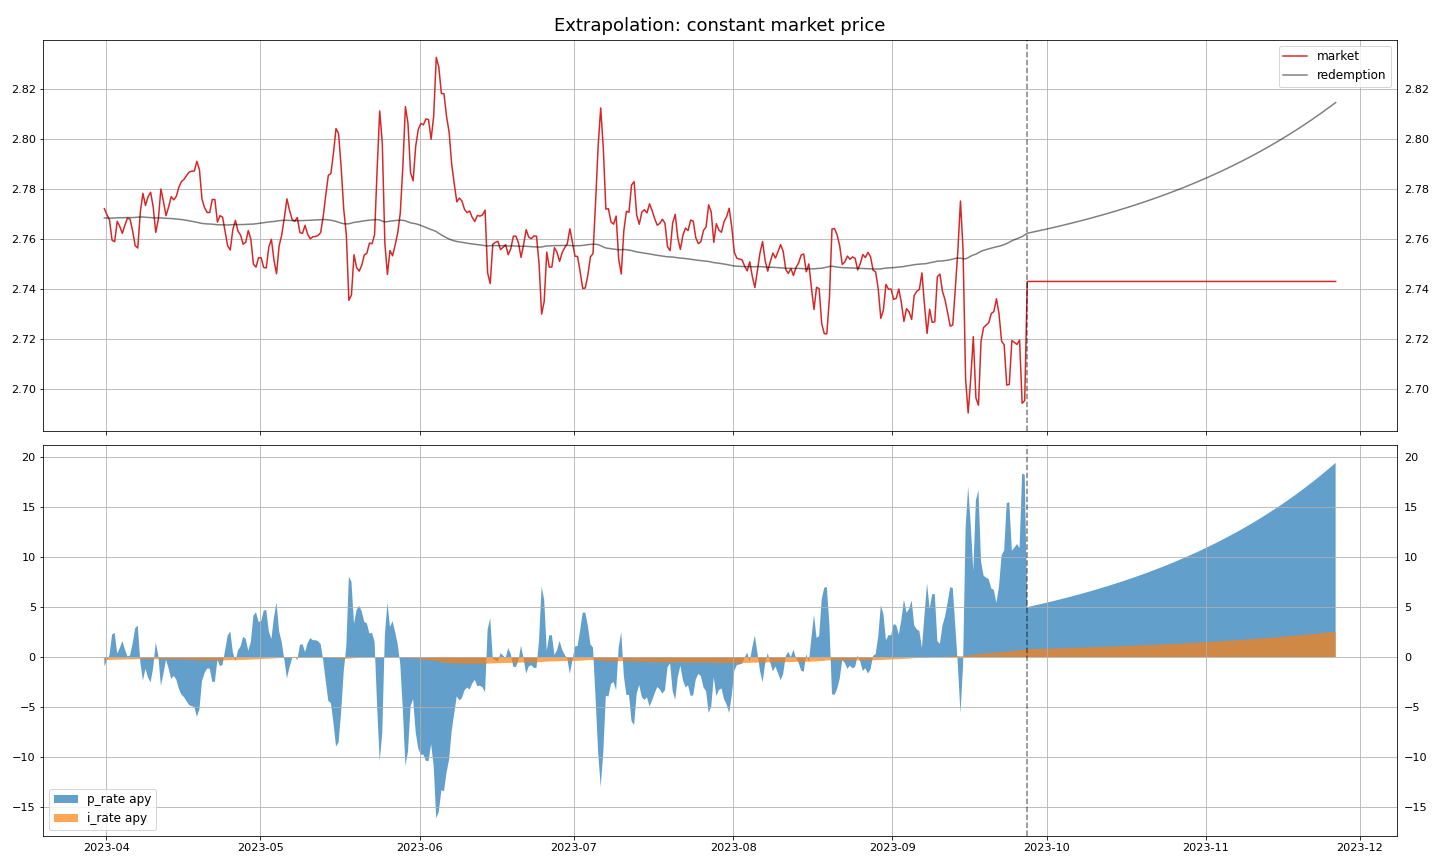 Extrapolation: constant market price
market
redemption
2.82 2.82
2.80 2.80
2.78 2.78
2.76 2.76
2.74 2.74
2.72 2.72
2.70 2.70
20 20
15 15
10 10
5 5
0 0
−5 −5
−10 −10
−15 −15
p_rate apy
i_rate apy
2023-04 2023-05 2023-06 2023-07 2023-08 2023-09 2023-10 2023-11 2023-12